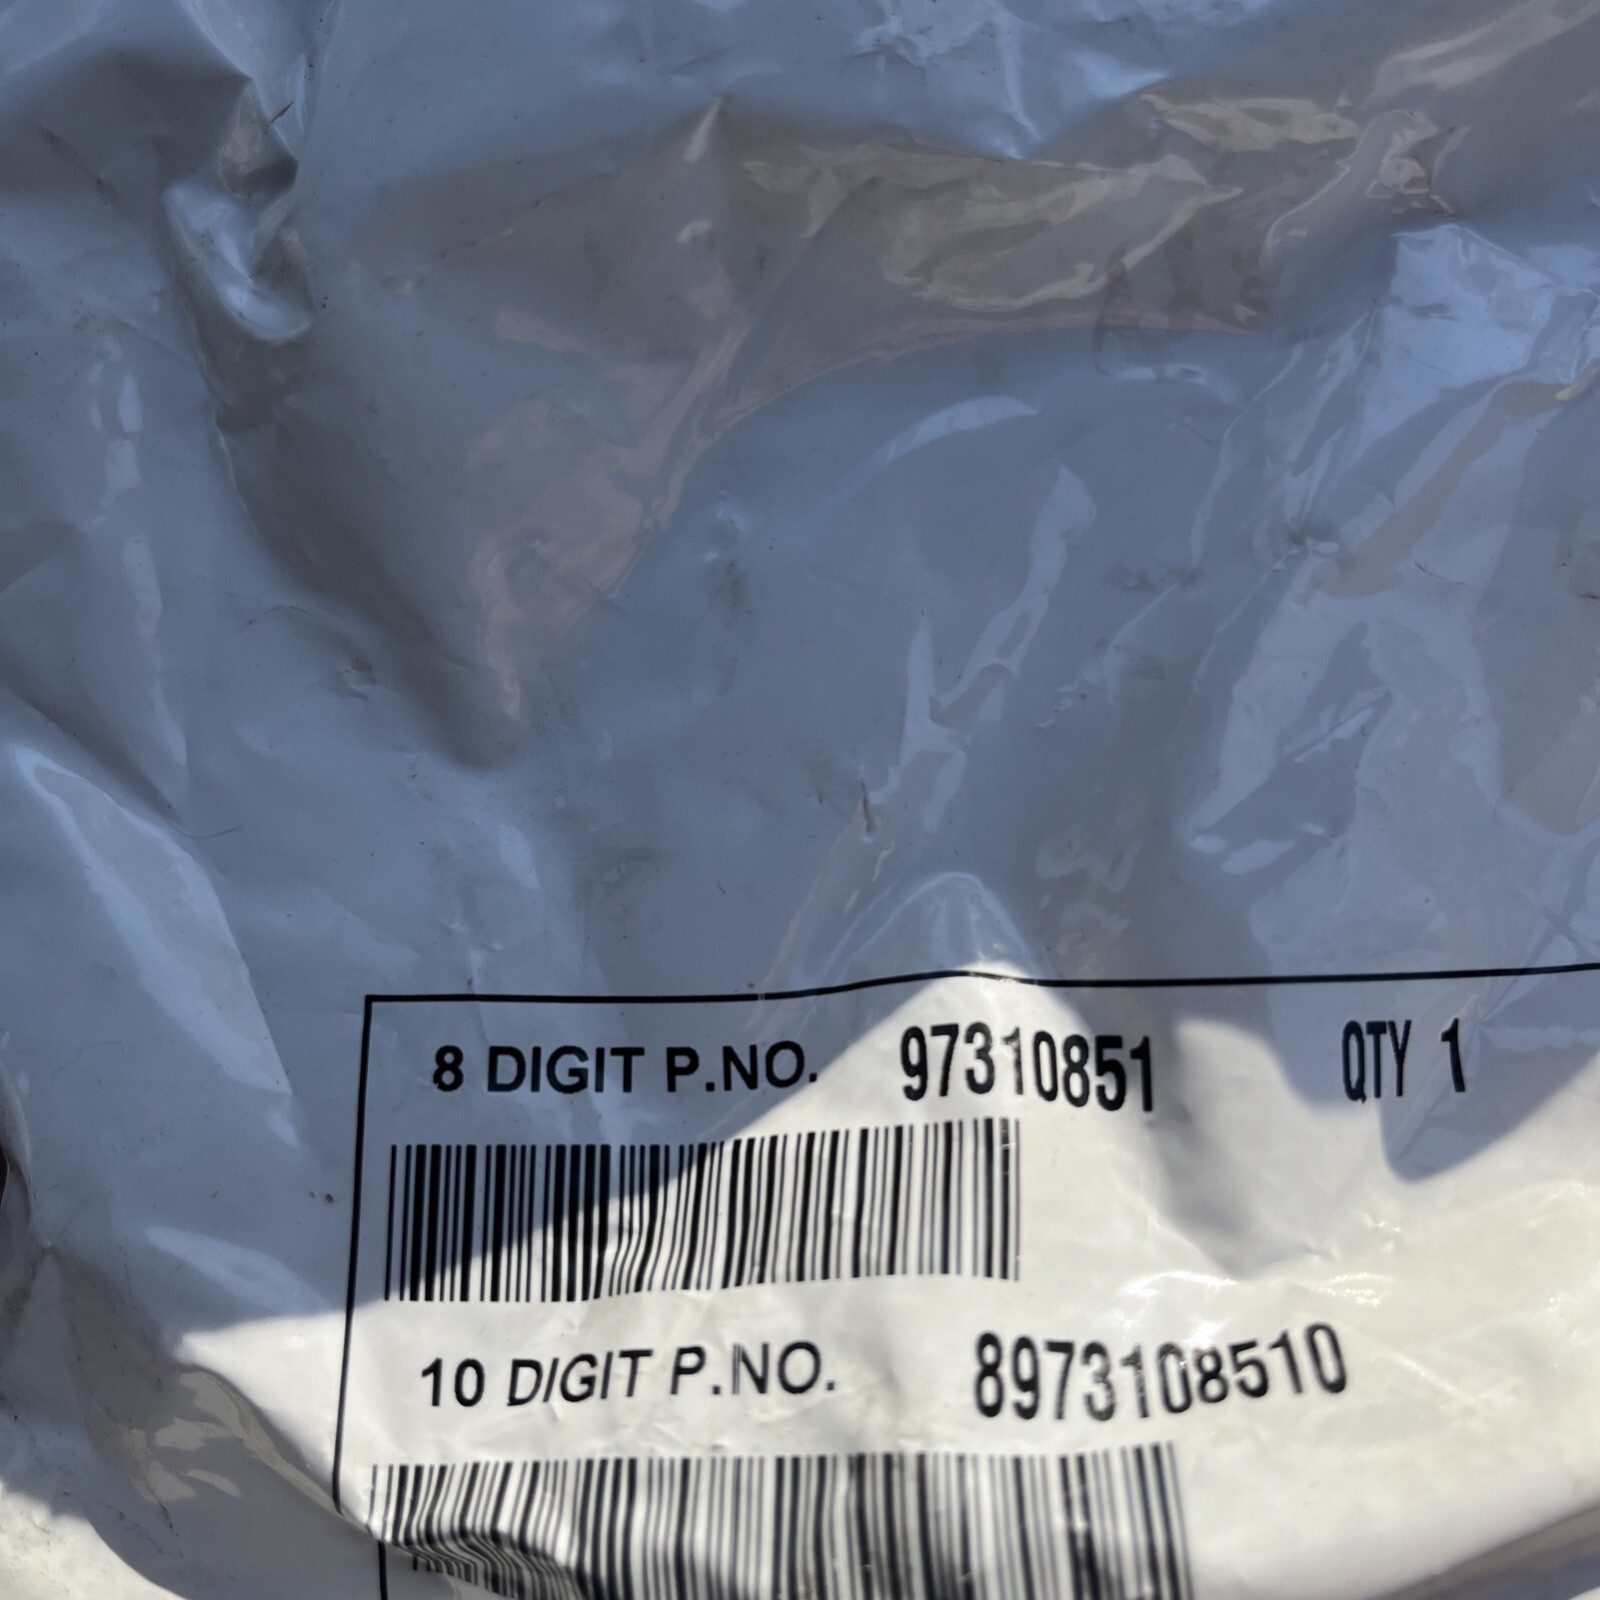 8 DIGIT P.NO. 97310851 QTY 1
10 DIGIT P.NO. 8973108510